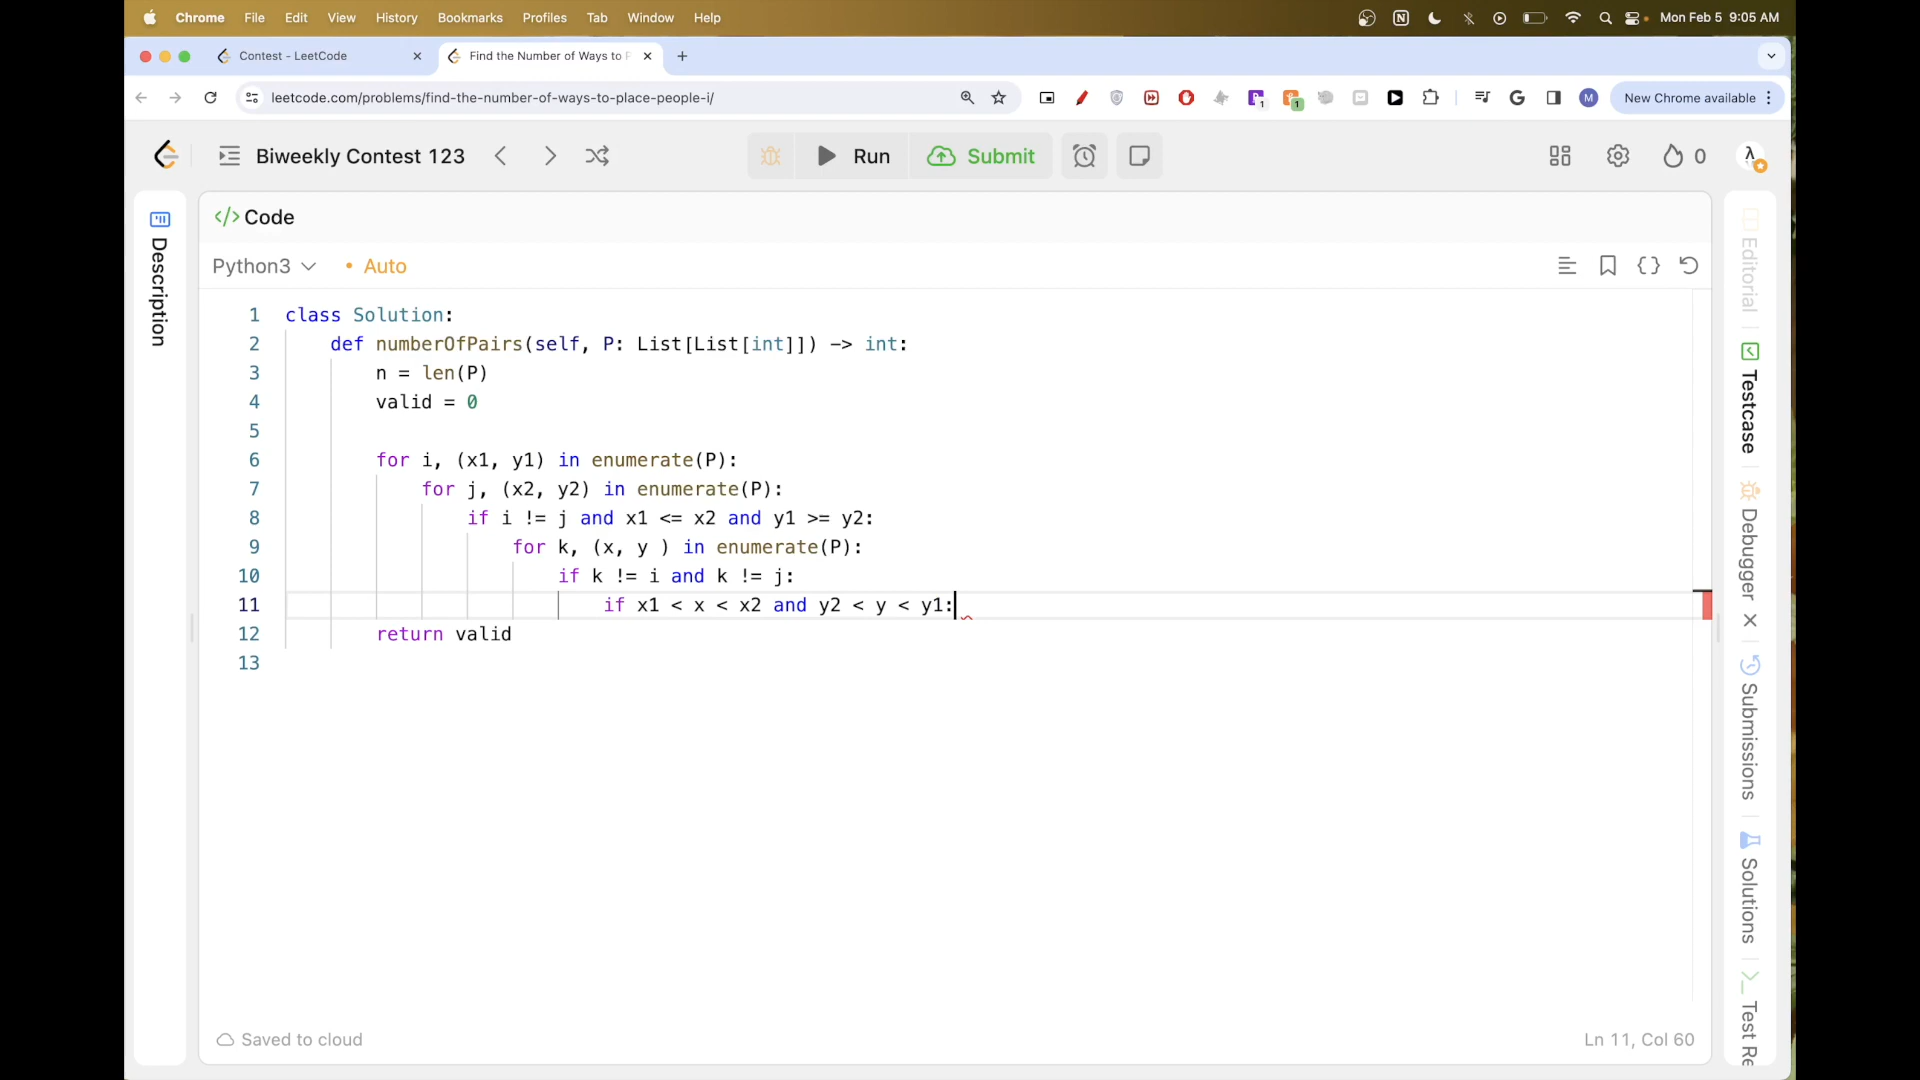 Chrome File Edit View History Bookmarks Profiles Tab Window Help Mon Feb 5 9:05 AM
Contest - LeetCode Find the Number of Ways to P
leetcode.com/problems/find-the-number-of-ways-to-place-people-i/ 1 1 M New Chrome available
Biweekly Contest 123 Run Submit 0
Description
</> Code
Python3 • Auto
1 class Solution:
2 def numberOfPairs(self, P: List[List[int]]) -> int:
3 n = len(P)
4 valid = 0
5
6 for i, (x1, y1) in enumerate(P):
7 for j, (x2, y2) in enumerate(P):
8 if i != j and x1 <= x2 and y1 >= y2:
9 for k, (x, y ) in enumerate(P):
10 if k != i and k != j:
11 if x1 < x < x2 and y2 < y < y1:
12 return valid
13
Saved to cloud
Ln 11, Col 60
Editorial
Testcase
Debugger
Submissions
Solutions
Test Re